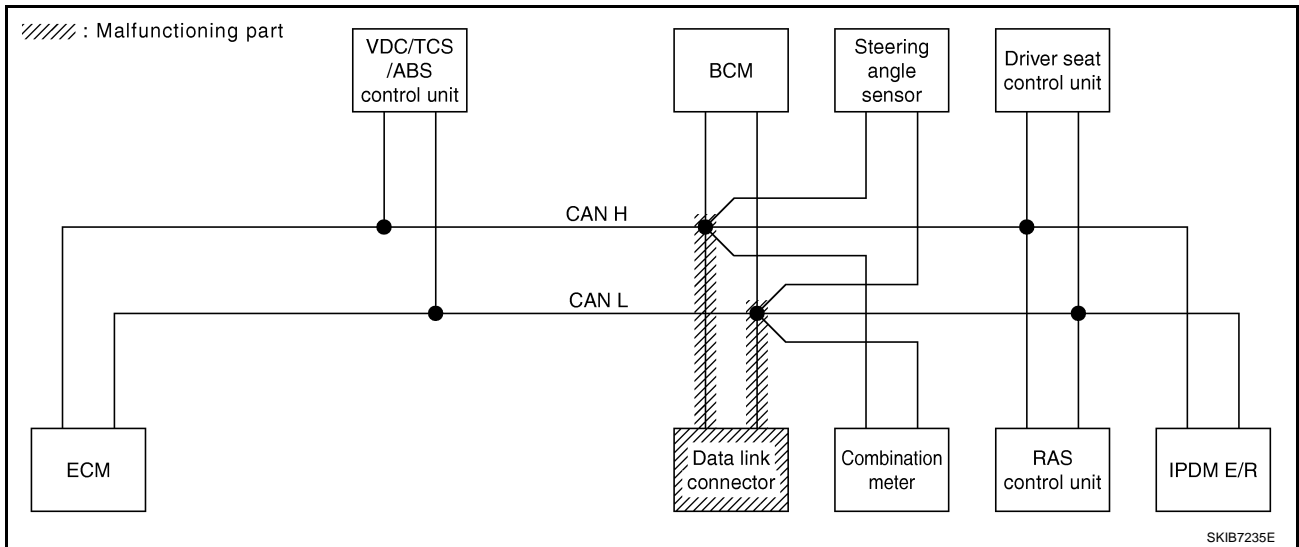 : Malfunctioning part
VDC/TCS
/ABS
control unit
BCM
Steering
angle
sensor
Driver seat
control unit
CAN H
CAN L
ECM
Data link
connector
Combination
meter
RAS
control unit
IPDM E/R
SKIB7235E